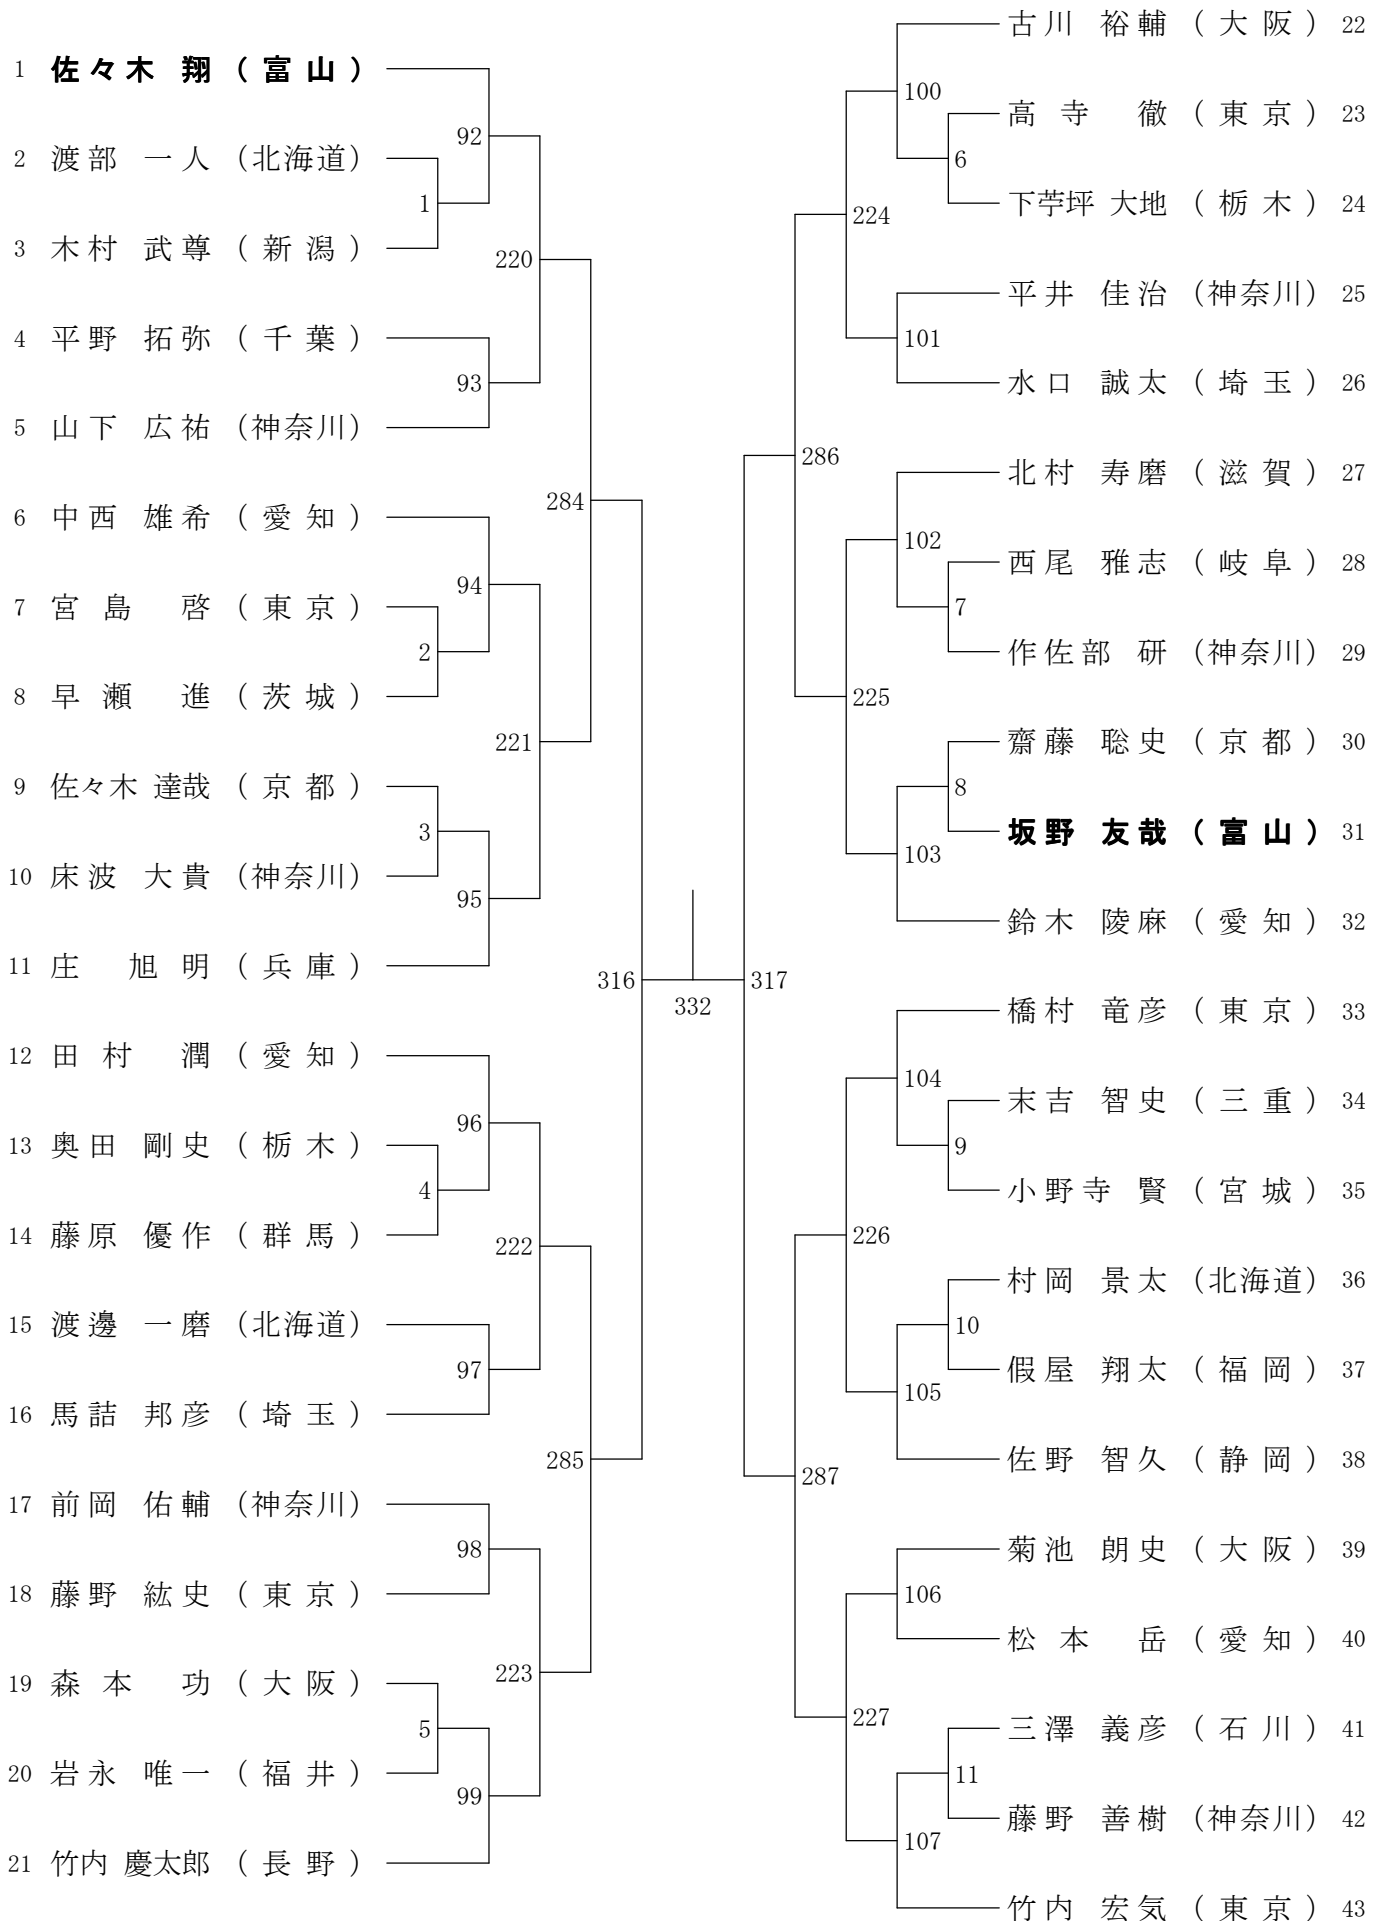 1 佐々木 翔 (富山)
2 渡部 一人 (北海道)
3 木村 武尊 (新潟)
4 平野 拓弥 (千葉)
5 山下 広祐 (神奈川)
6 中西 雄希 (愛知)
7 宮島 啓 (東京)
8 早瀬 進 (茨城)
9 佐々木 達哉 (京都)
10 床波 大貴 (神奈川)
11 庄 旭明 (兵庫)
12 田村 潤 (愛知)
13 奥田 剛史 (栃木)
14 藤原 優作 (群馬)
15 渡邊 一磨 (北海道)
16 馬詰 邦彦 (埼玉)
17 前岡 佑輔 (神奈川)
18 藤野 紘史 (東京)
19 森本 功 (大阪)
20 岩永 唯一 (福井)
21 竹内 慶太郎 (長野)
92
1
220
93
284
94
2
221
3
95
316
96
4
222
97
285
98
223
5
99
332
317
100
6
224
101
286
102
7
225
8
103
104
9
226
10
105
287
106
227
11
107
古川 裕輔 (大阪) 22
高寺 徹 (東京) 23
下苧坪 大地 (栃木) 24
平井 佳治 (神奈川) 25
水口 誠太 (埼玉) 26
北村 寿磨 (滋賀) 27
西尾 雅志 (岐阜) 28
作佐部 研 (神奈川) 29
齋藤 聡史 (京都) 30
坂野 友哉 (富山) 31
鈴木 陵麻 (愛知) 32
橋村 竜彦 (東京) 33
末吉 智史 (三重) 34
小野寺 賢 (宮城) 35
村岡 景太 (北海道) 36
假屋 翔太 (福岡) 37
佐野 智久 (静岡) 38
菊池 朗史 (大阪) 39
松本 岳 (愛知) 40
三澤 義彦 (石川) 41
藤野 善樹 (神奈川) 42
竹内 宏気 (東京) 43